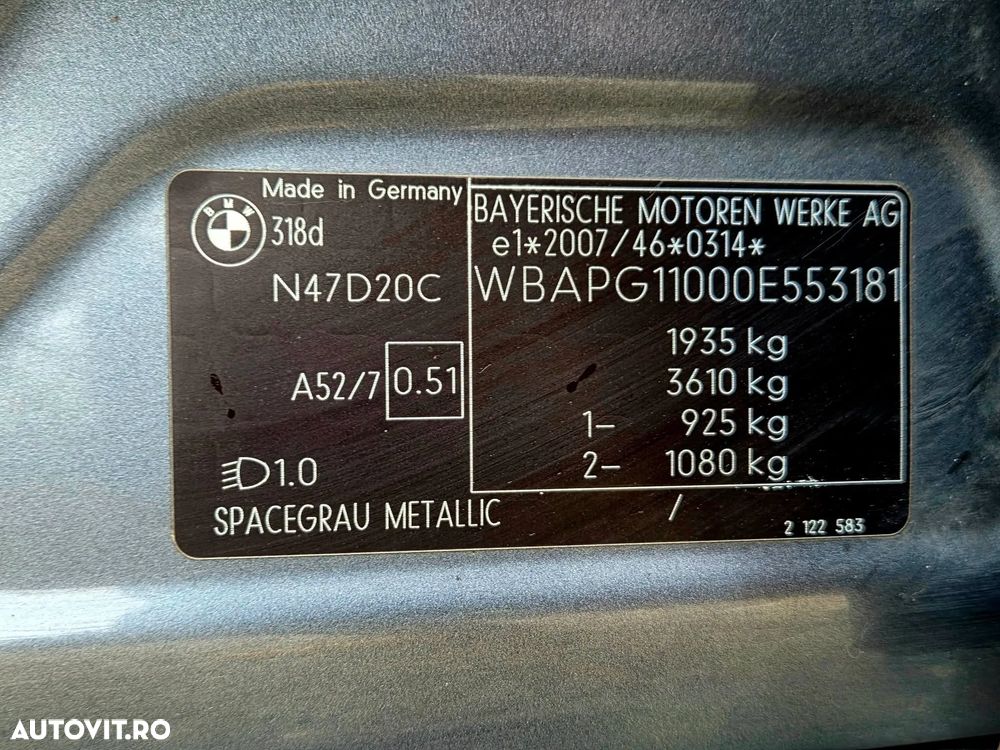 Made in Germany
BMW
318d
N47D20C
A52/7 0.51
1.0
SPACEGRAU METALLIC
BAYERISCHE MOTOREN WERKE AG
e1*2007/46*0314*
WBAPG11000E553181
1935 kg
3610 kg
1- 925 kg
2- 1080 kg
/
2 122 583
AUTOVIT.RO